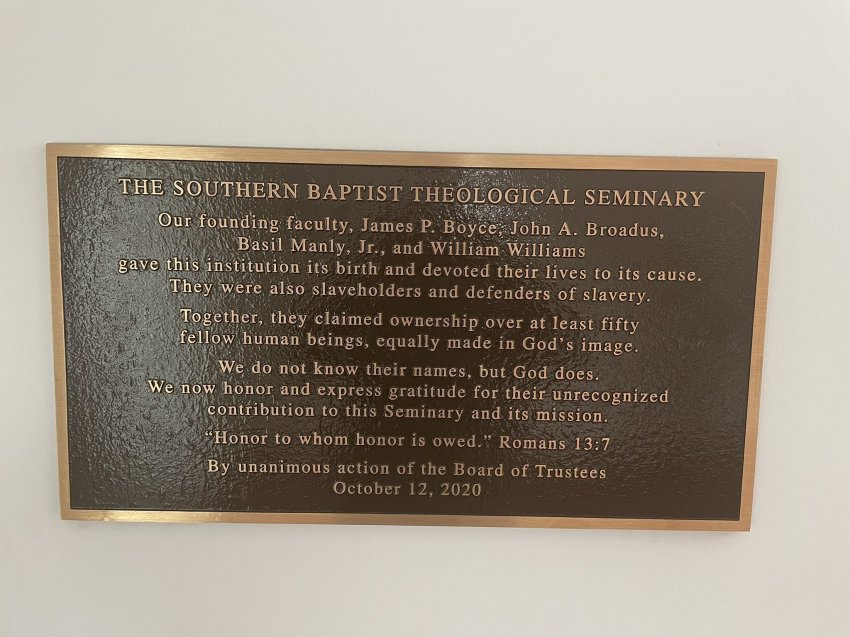 THE SOUTHERN BAPTIST THEOLOGICAL SEMINARY
Our founding faculty, James P. Boyce, John A. Broadus,
Basil Manly, Jr., and William Williams
gave this institution its birth and devoted their lives to its cause.
They were also slaveholders and defenders of slavery.
Together, they claimed ownership over at least fifty
fellow human beings, equally made in God's image.
We do not know their names, but God does.
We now honor and express gratitude for their unrecognized
contribution to this Seminary and its mission.
“Honor to whom honor is owed.” Romans 13:7
By unanimous action of the Board of Trustees
October 12, 2020